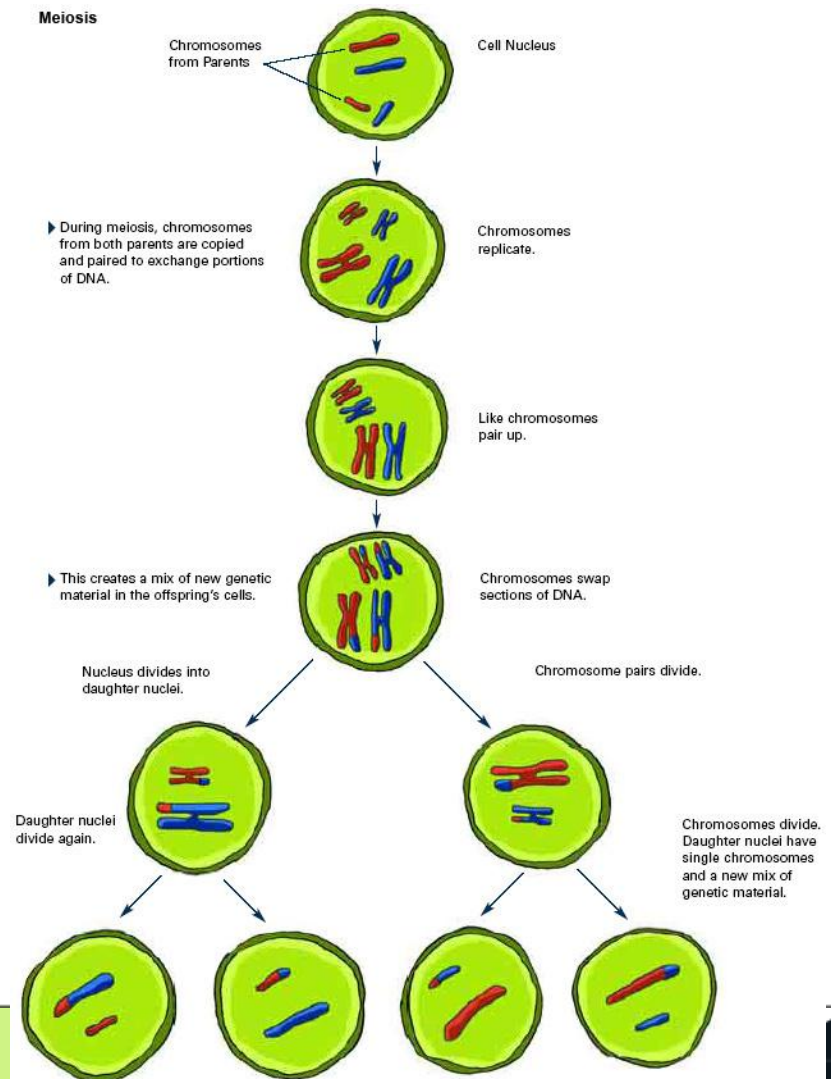 Meiosis
Chromosomes
from Parents
Cell Nucleus
During meiosis, chromosomes
from both parents are copied
and paired to exchange portions
of DNA.
Chromosomes
replicate.
Like chromosomes
pair up.
This creates a mix of new genetic
material in the offspring's cells.
Chromosomes swap
sections of DNA.
Nucleus divides into
daughter nuclei.
Chromosome pairs divide.
Daughter nuclei
divide again.
Chromosomes divide.
Daughter nuclei have
single chromosomes
and a new mix of
genetic material.